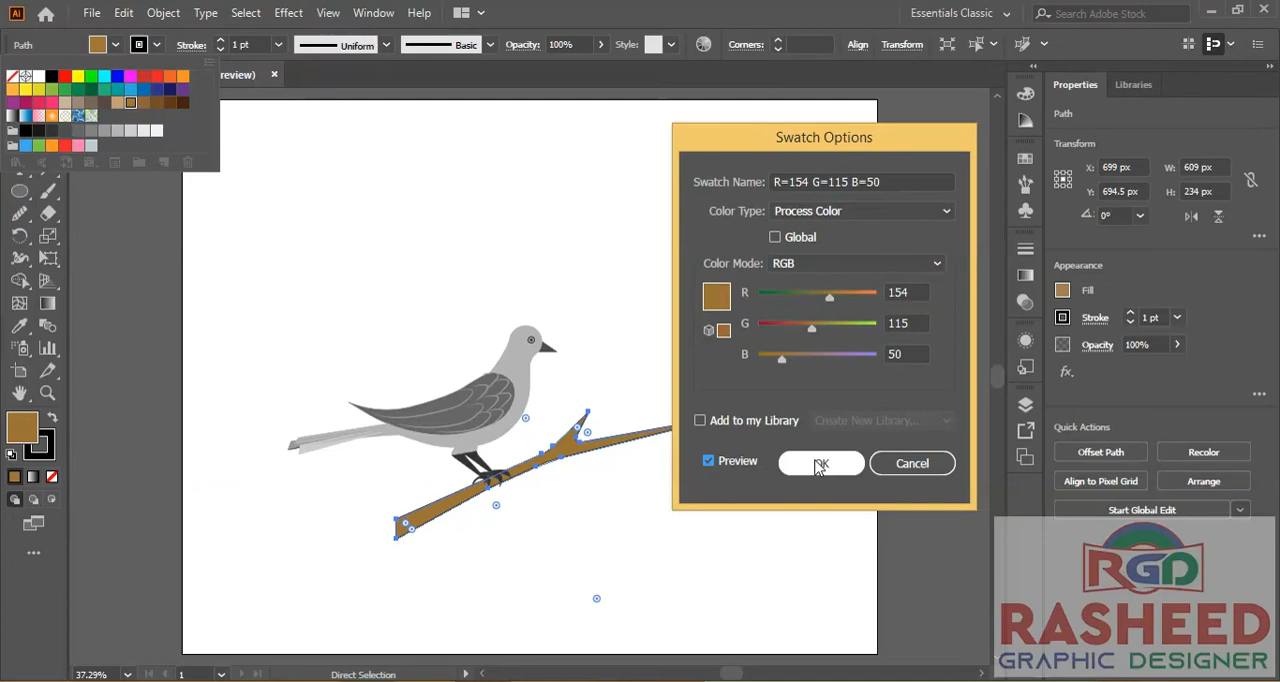 Ai File Edit Object Type Select Effect View Window Help Essentials Classic Search Adobe Stock
Path Stroke: 1 pt Uniform Basic Opacity: 100% Style: Corners: Align Transform
review) ×
Properties Libraries
Path
Transform
X: 699 px W: 609 px
Y: 694.5 px H: 234 px
0°
Appearance
Fill
Stroke 1 pt
Opacity 100%
fx.
Quick Actions
Offset Path Recolor
Align to Pixel Grid Arrange
Start Global Edit
Swatch Options
Swatch Name: R=154 G=115 B=50
Color Type: Process Color
Global
Color Mode: RGB
R 154
G 115
B 50
Add to my Library Create New Library...
Preview OK Cancel
37.29% 1 Direct Selection
RGD
RASHEED
GRAPHIC DESIGNER